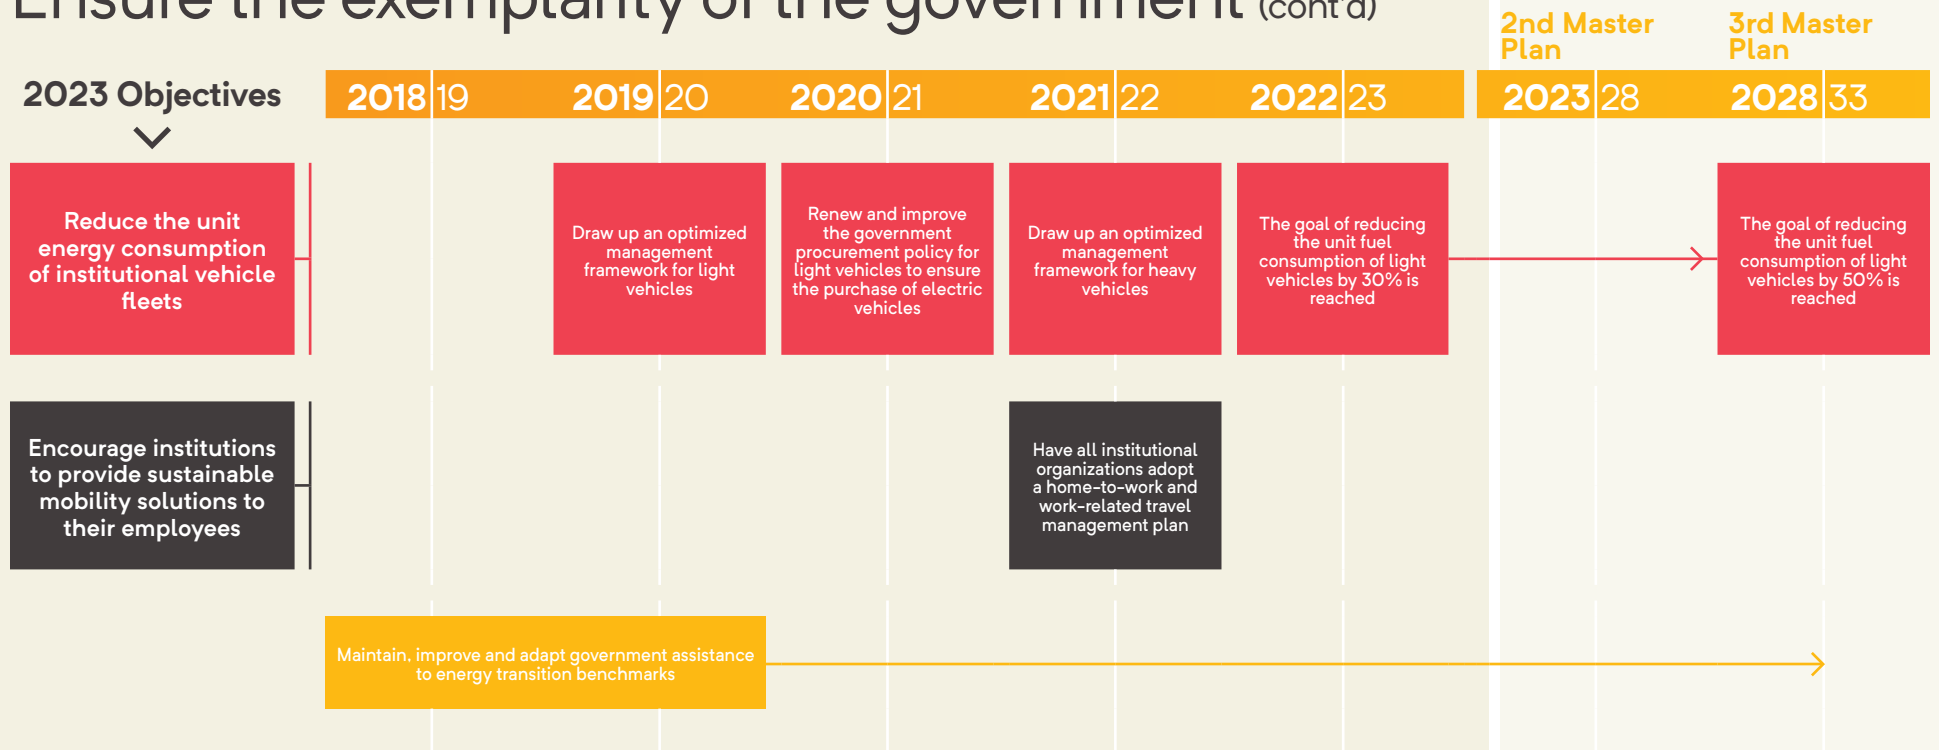 Ensure the exemplarity of the government (cont'd)
2nd Master
Plan
3rd Master
Plan
2023 Objectives
2018|19
2019|20
2020|21
2021|22
2022|23
2023|28
2028|33
Reduce the unit
energy consumption
of institutional vehicle
fleets
Draw up an optimized
management
framework for light
vehicles
Renew and improve
the government
procurement policy for
light vehicles to ensure
the purchase of electric
vehicles
Draw up an optimized
management
framework for heavy
vehicles
The goal of reducing
the unit fuel
consumption of light
vehicles by 30% is
reached
The goal of reducing
the unit fuel
consumption of light
vehicles by 50% is
reached
Encourage institutions
to provide sustainable
mobility solutions to
their employees
Have all institutional
organizations adopt
a home-to-work and
work-related travel
management plan
Maintain, improve and adapt government assistance
to energy transition benchmarks